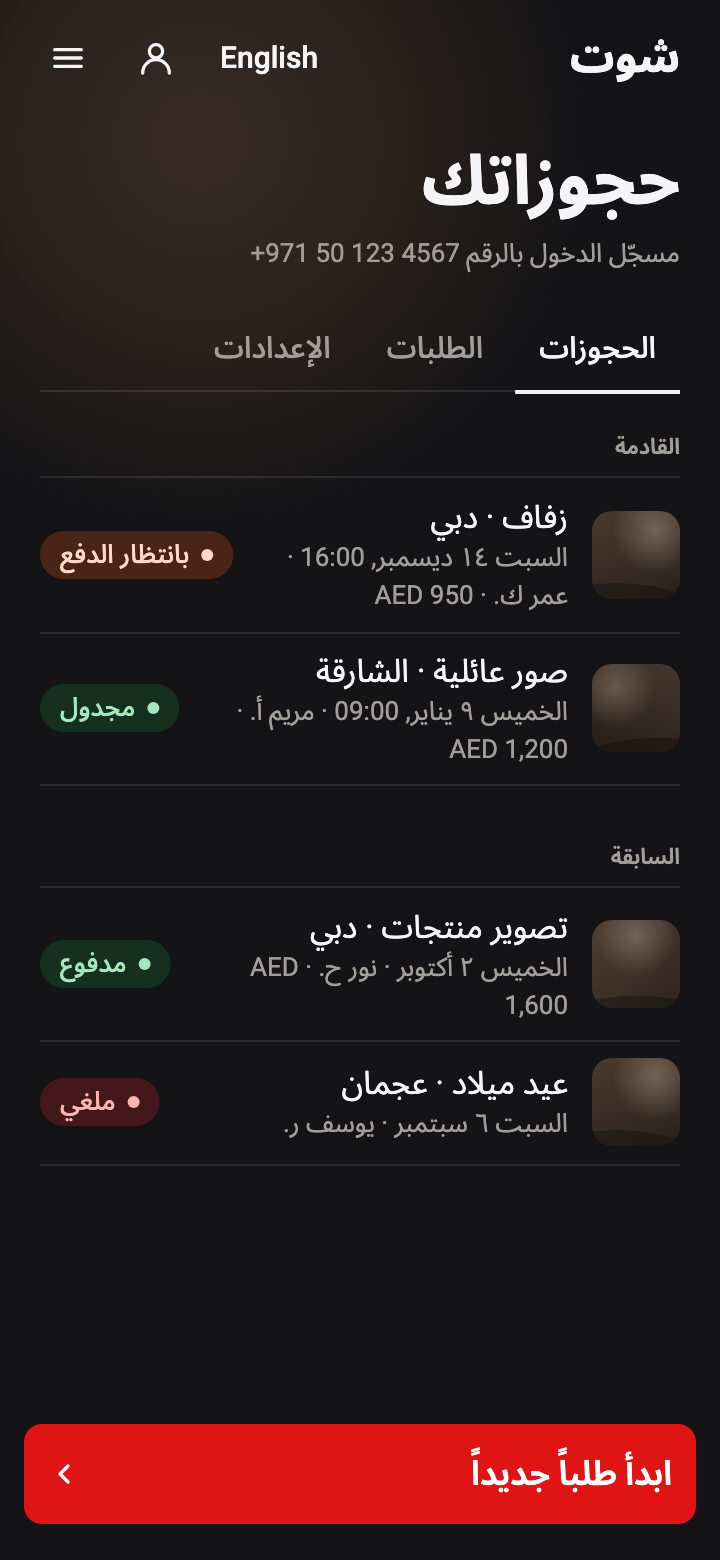 شوت
English
حجوزاتك
مسجّل الدخول بالرقم 4567 123 50 971+
الحجوزات
الطلبات
الإعدادات
القادمة
زفاف · دبي
السبت ١٤ ديسمبر, 16:00 ·
عمر ك. · AED 950
بانتظار الدفع
صور عائلية · الشارقة
الخميس ٩ يناير, 09:00 · مريم أ. ·
AED 1,200
مجدول
السابقة
تصوير منتجات · دبي
الخميس ٢ أكتوبر · نور ح. · AED
1,600
مدفوع
عيد ميلاد · عجمان
السبت ٦ سبتمبر · يوسف ر.
ملغي
ابدأ طلباً جديداً